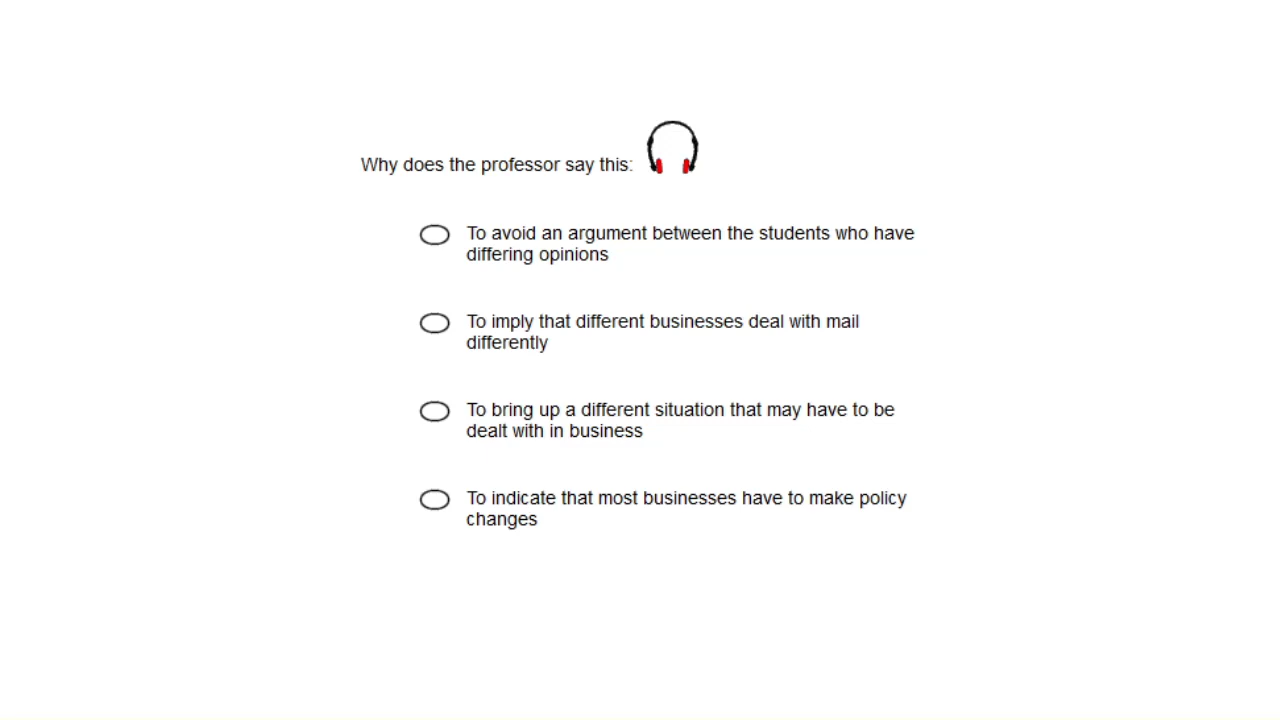 Why does the professor say this:
To avoid an argument between the students who have
differing opinions
To imply that different businesses deal with mail
differently
To bring up a different situation that may have to be
dealt with in business
To indicate that most businesses have to make policy
changes